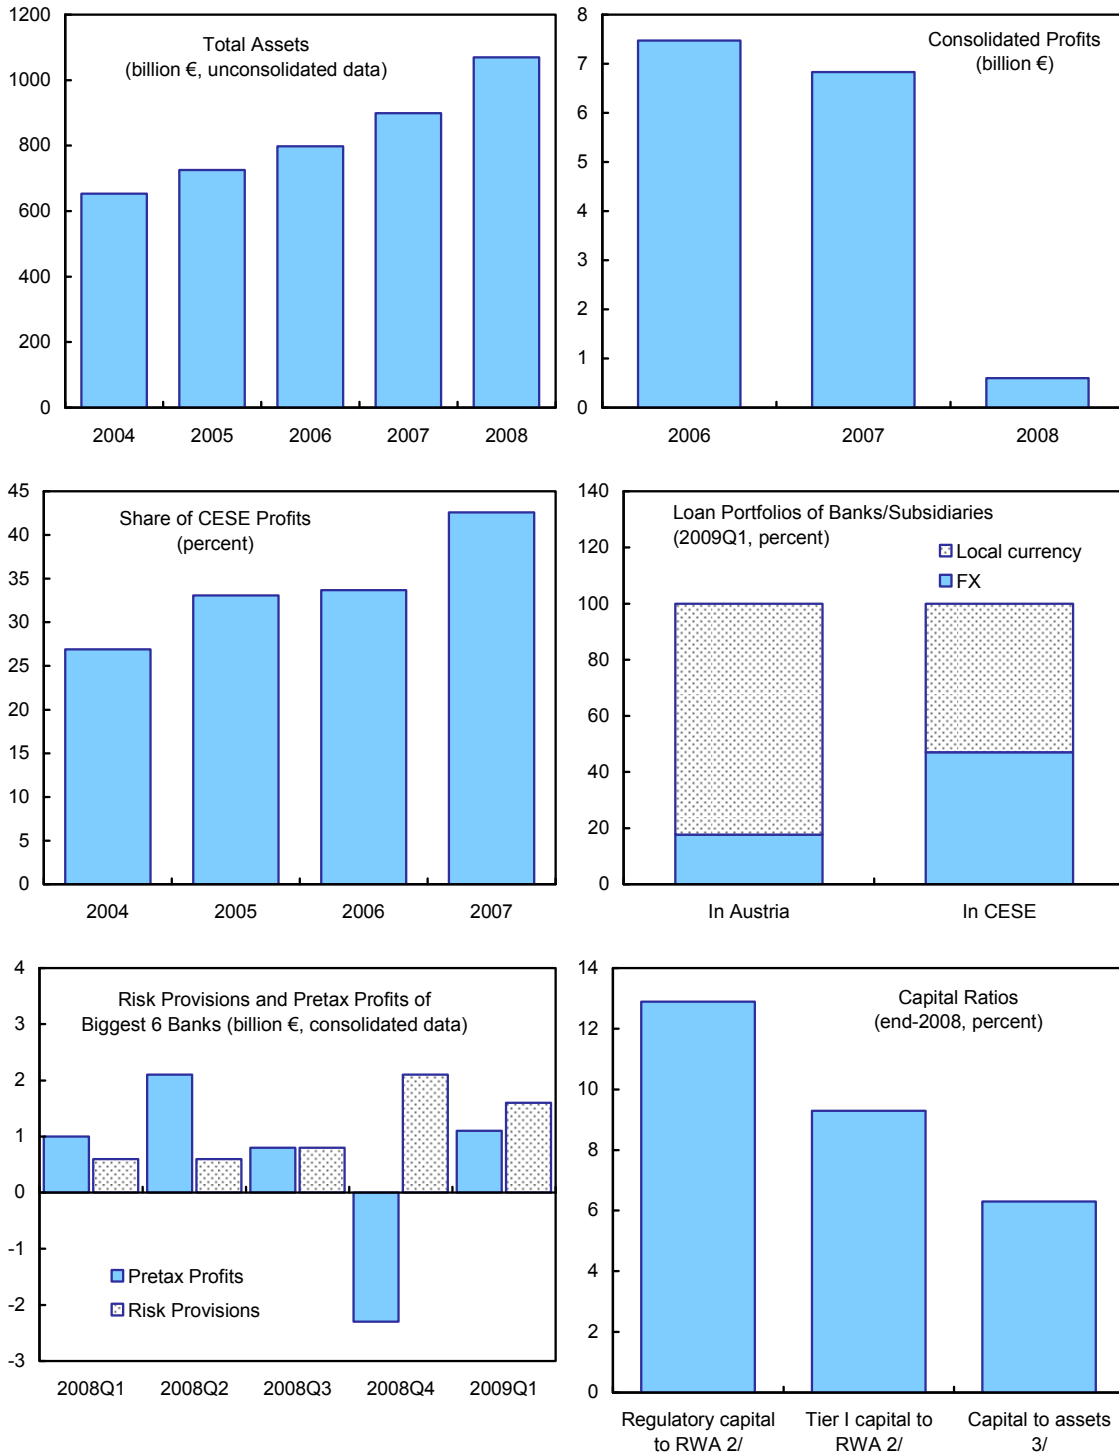 Total Assets
(billion €, unconsolidated data)
1200
1000
800
600
400
200
0
2004 2005 2006 2007 2008
Consolidated Profits
(billion €)
8
7
6
5
4
3
2
1
0
2006 2007 2008
Share of CESE Profits
(percent)
45
40
35
30
25
20
15
10
5
0
2004 2005 2006 2007
Loan Portfolios of Banks/Subsidiaries
(2009Q1, percent)
Local currency
FX
140
120
100
80
60
40
20
0
In Austria In CESE
Risk Provisions and Pretax Profits of
Biggest 6 Banks (billion €, consolidated data)
4
3
2
1
0
-1
-2
-3
Pretax Profits
Risk Provisions
2008Q1 2008Q2 2008Q3 2008Q4 2009Q1
Capital Ratios
(end-2008, percent)
14
12
10
8
6
4
2
0
Regulatory capital Tier I capital to Capital to assets
to RWA 2/ RWA 2/ 3/